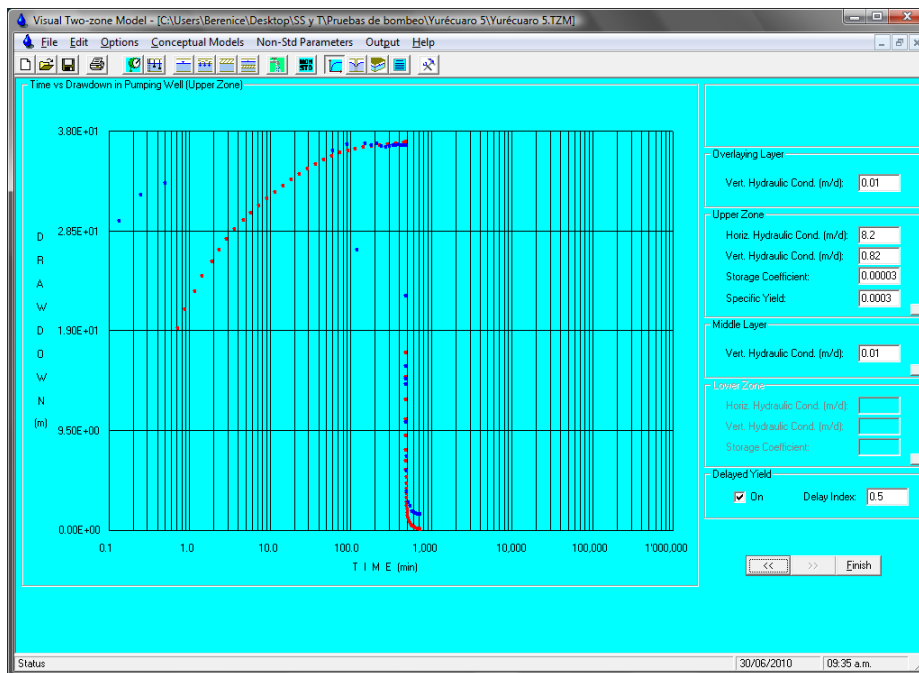 Visual Two-zone Model - [C:\Users\Berenice\Desktop\SS y T\Pruebas de bombeo\Yurécuaro 5\Yurécuaro 5.TZM]
File Edit Options Conceptual Models Non-Std Parameters Output Help
NON STD
Time vs Drawdown in Pumping Well (Upper Zone)
3.80E+01
2.85E+01
1.90E+01
9.50E+00
0.00E+00
DRAWDOWN (m)
0.1 1.0 10.0 100.0 1,000 10,000 100,000 1'000,000
T I M E (min)
Overlaying Layer
Vert. Hydraulic Cond. (m/d): 0.01
Upper Zone
Horiz. Hydraulic Cond. (m/d): 8.2
Vert. Hydraulic Cond. (m/d): 0.82
Storage Coefficient: 0.00003
Specific Yield: 0.0003
Middle Layer
Vert. Hydraulic Cond. (m/d): 0.01
Lower Zone
Horiz. Hydraulic Cond. (m/d):
Vert. Hydraulic Cond. (m/d):
Storage Coefficient:
Delayed Yield
On Delay Index: 0.5
<< >> Finish
Status 30/06/2010 09:35 a.m.